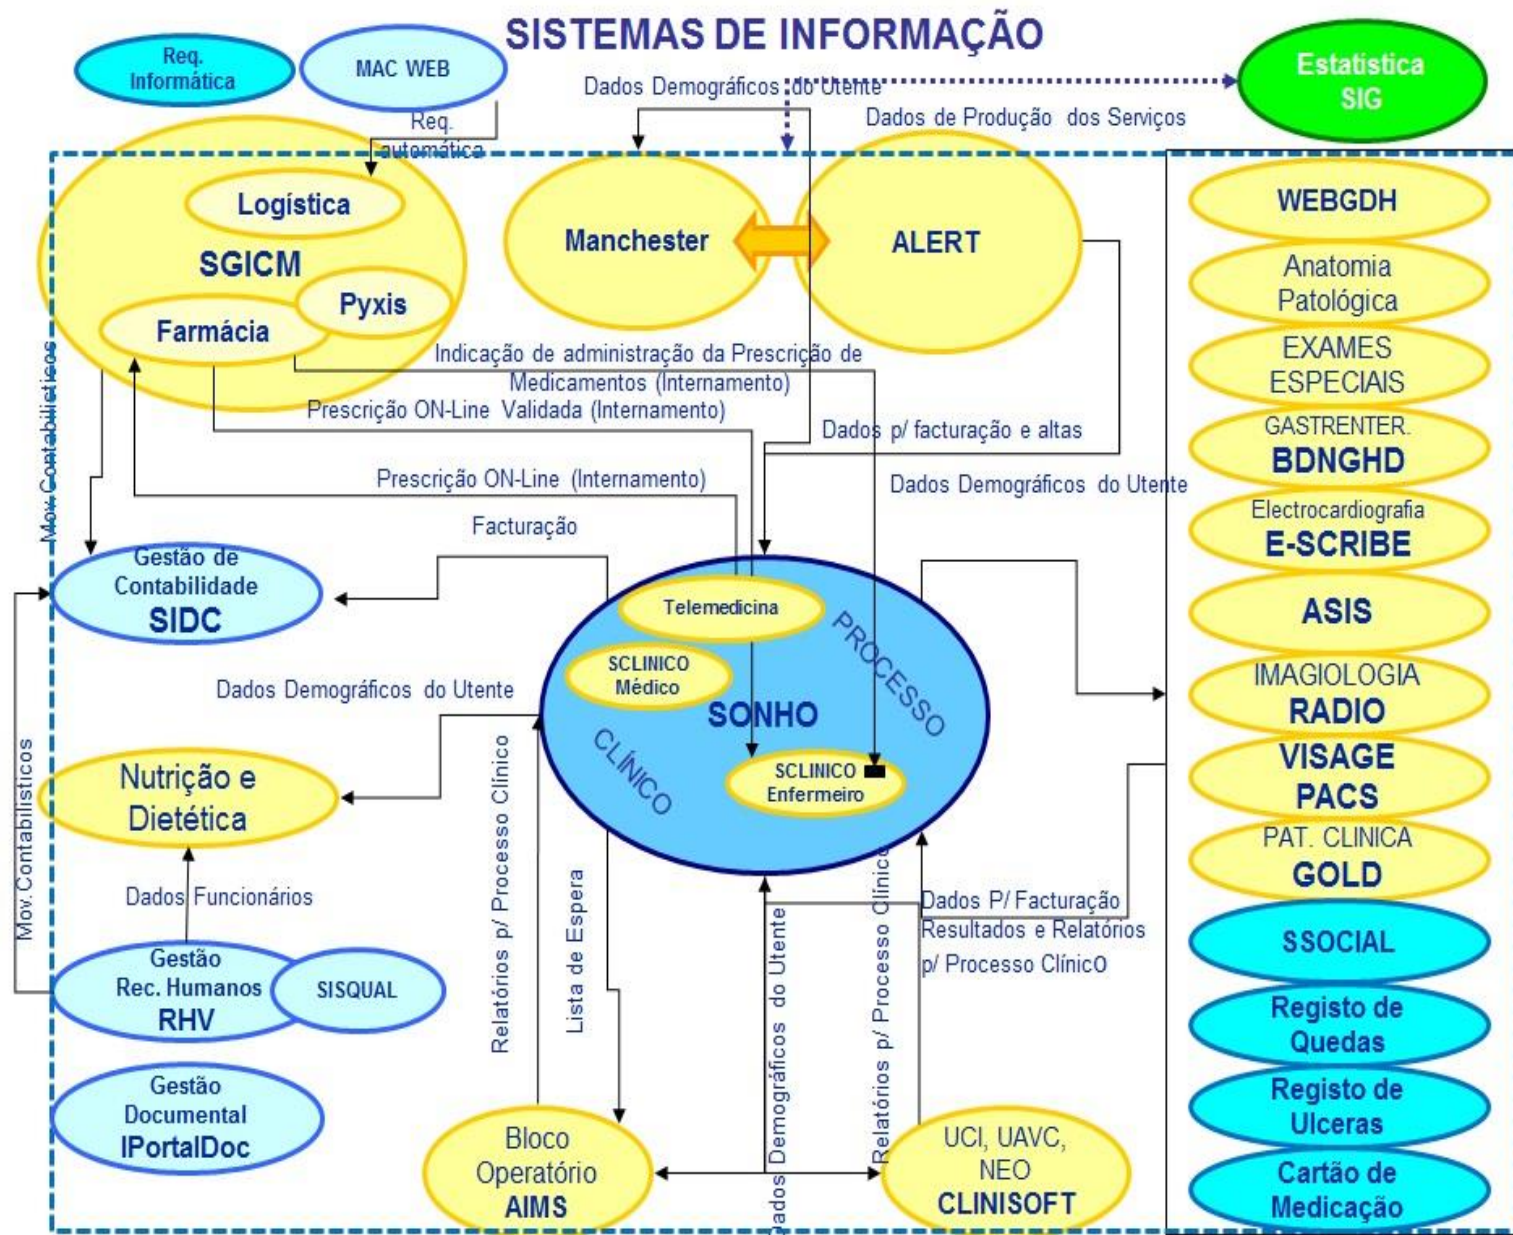 SISTEMAS DE INFORMAÇÃO
Req.
Informática
MAC WEB
Estatistica
SIG
Dados Demográficos do Utente
Dados de Produção dos Serviços
Req.
automática
Logística
SGICM
Pyxis
Farmácia
Manchester
ALERT
Indicação de administração da Prescrição de
Medicamentos (Internamento)
Prescrição ON-Line Validada (Internamento)
Dados p/ facturação e altas
Prescrição ON-Line (Internamento)
Dados Demográficos do Utente
Facturação
Mov.Contabilisticos
Gestão de
Contabilidade
SIDC
Telemedicina
SCLINICO
Médico
SONHO
PROCESSO
CLÍNICO
SCLINICO
Enfermeiro
Dados Demográficos do Utente
Mov. Contabilisticos
Nutrição e
Dietética
Dados Funcionários
Gestão
Rec. Humanos
RHV
SISQUAL
Gestão
Documental
IPortalDoc
Relatórios p/ Processo Clínico
Lista de Espera
Dados Demográficos do Utente
Relatórios p/ Processo Clínico
Dados P/ Facturação
Resultados e Relatórios
p/ Processo ClínicO
Bloco
Operatório
AIMS
UCI, UAVC,
NEO
CLINISOFT
WEBGDH
Anatomia
Patológica
EXAMES
ESPECIAIS
GASTRENTER.
BDNGHD
Electrocardiografia
E-SCRIBE
ASIS
IMAGIOLOGIA
RADIO
VISAGE
PACS
PAT. CLINICA
GOLD
SSOCIAL
Registo de
Quedas
Registo de
Ulceras
Cartão de
Medicação